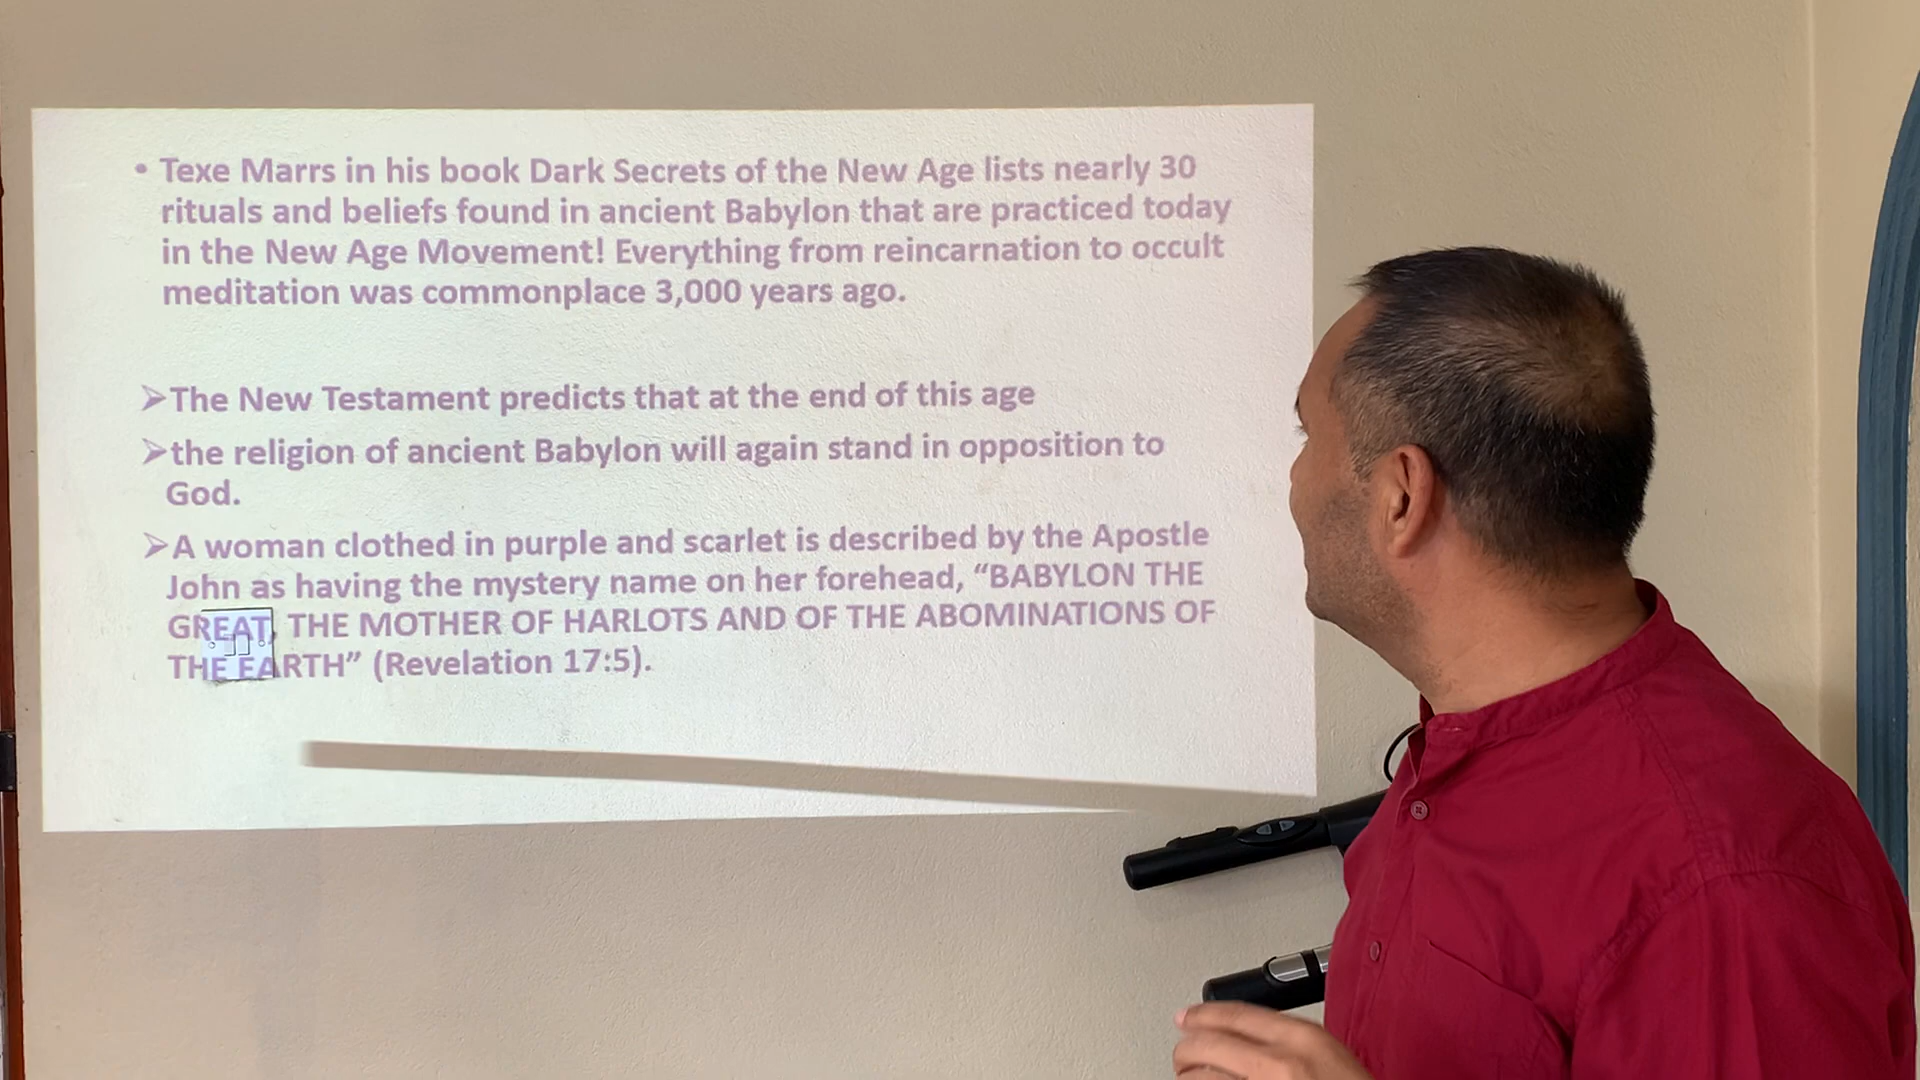 • Texe Marrs in his book Dark Secrets of the New Age lists nearly 30
rituals and beliefs found in ancient Babylon that are practiced today
in the New Age Movement! Everything from reincarnation to occult
meditation was commonplace 3,000 years ago.
➢The New Testament predicts that at the end of this age
➢the religion of ancient Babylon will again stand in opposition to
God.
➢A woman clothed in purple and scarlet is described by the Apostle
John as having the mystery name on her forehead, “BABYLON THE
GREAT, THE MOTHER OF HARLOTS AND OF THE ABOMINATIONS OF
THE EARTH” (Revelation 17:5).